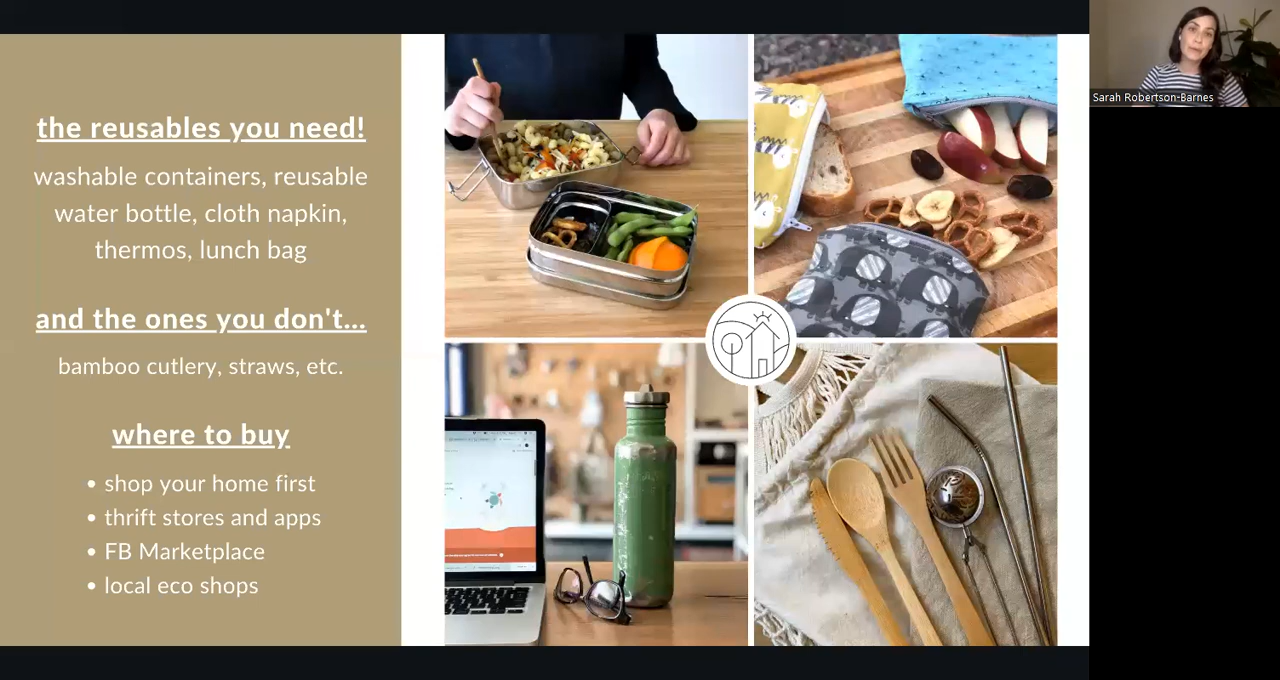 the reusables you need!
washable containers, reusable
water bottle, cloth napkin,
thermos, lunch bag
and the ones you don't...
bamboo cutlery, straws, etc.
where to buy
• shop your home first
• thrift stores and apps
• FB Marketplace
• local eco shops
Sarah Robertson-Barnes